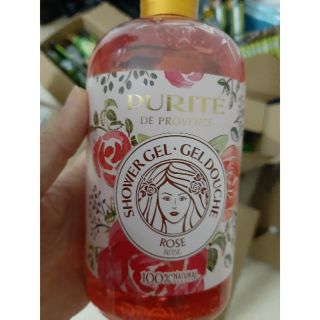 PURITÉ
DE PROVENCE
SHOWER GEL · GEL DOUCHE
ROSE
ROSE
100% NATURAL